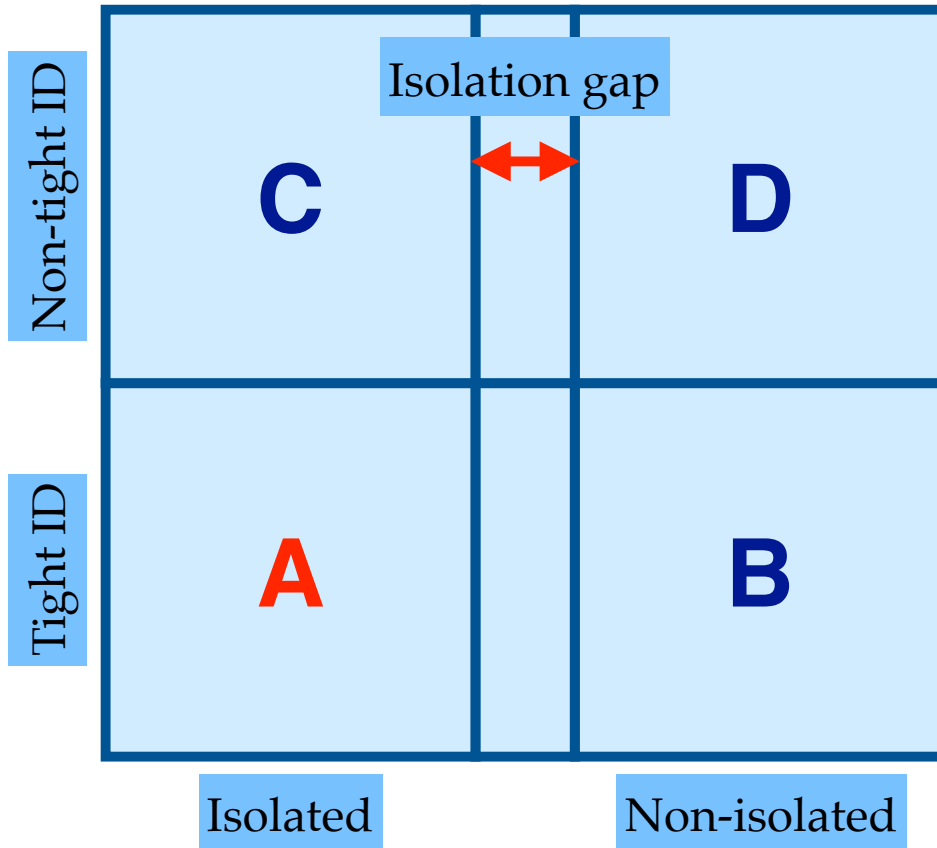 Non-tight ID
Isolation gap
C
D
Tight ID
A
B
Isolated
Non-isolated